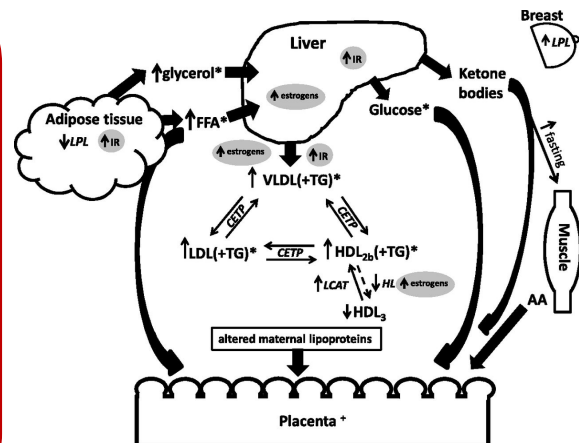 Breast
↑LPL
Liver
↑IR
↑glycerol*
↑estrogens
Ketone
bodies
Adipose tissue
↓LPL ↑IR
↑FFA*
Glucose*
↑fasting
↑estrogens ↑IR
↑ VLDL(+TG)*
CETP CETP
Muscle
↑LDL(+TG)* CETP ↑HDL2b(+TG)*
↑LCAT ↓HL ↑estrogens
↓HDL3
AA
altered maternal lipoproteins
Placenta +